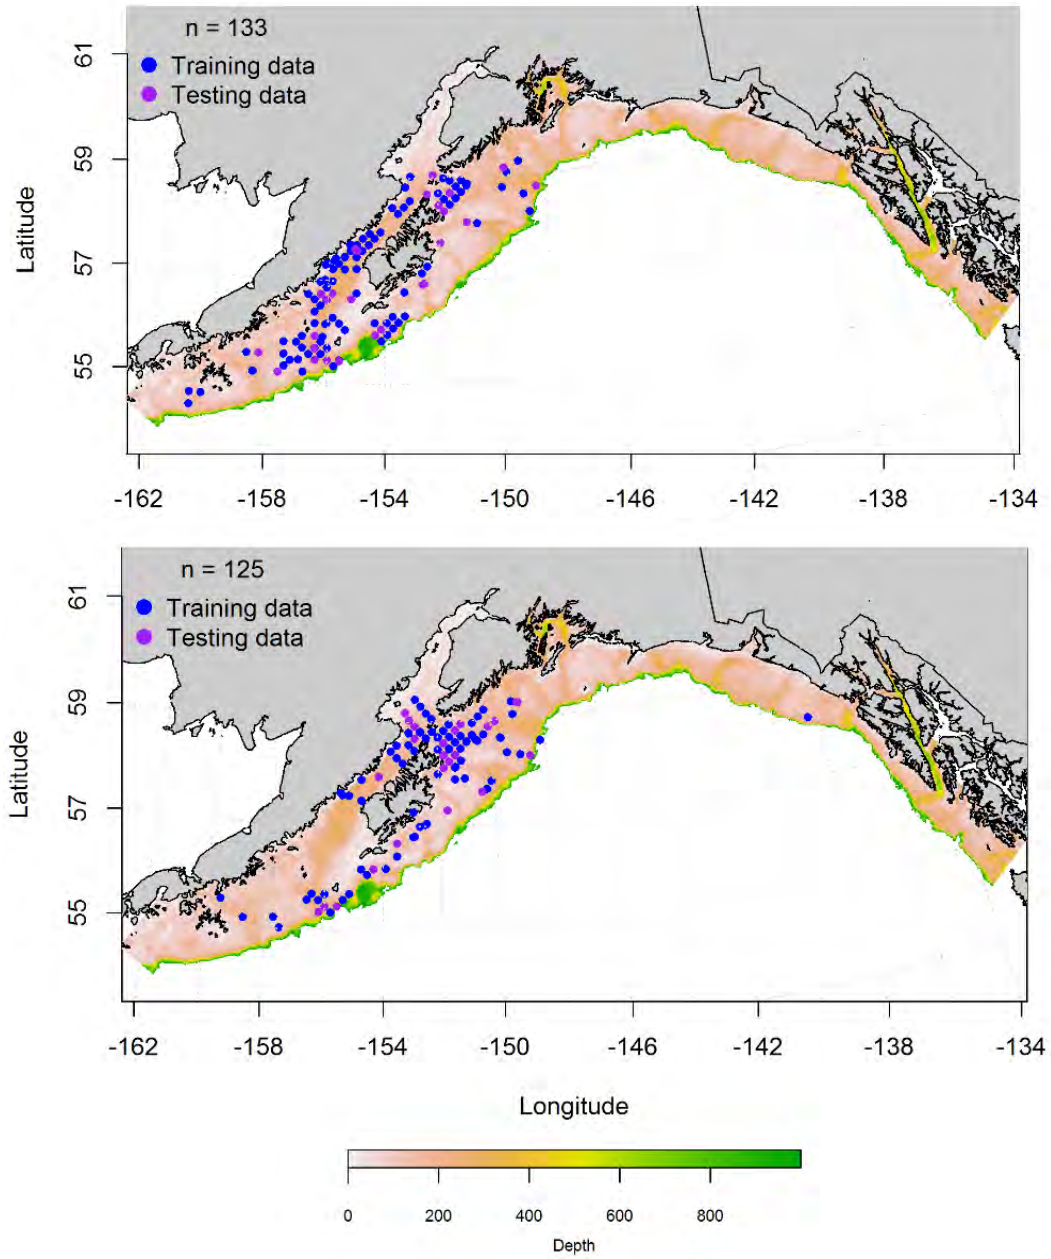 n = 133
Training data
Testing data
61
59
57
55
Latitude
-162 -158 -154 -150 -146 -142 -138 -134
n = 125
Training data
Testing data
61
59
57
55
Latitude
-162 -158 -154 -150 -146 -142 -138 -134
Longitude
0 200 400 600 800
Depth